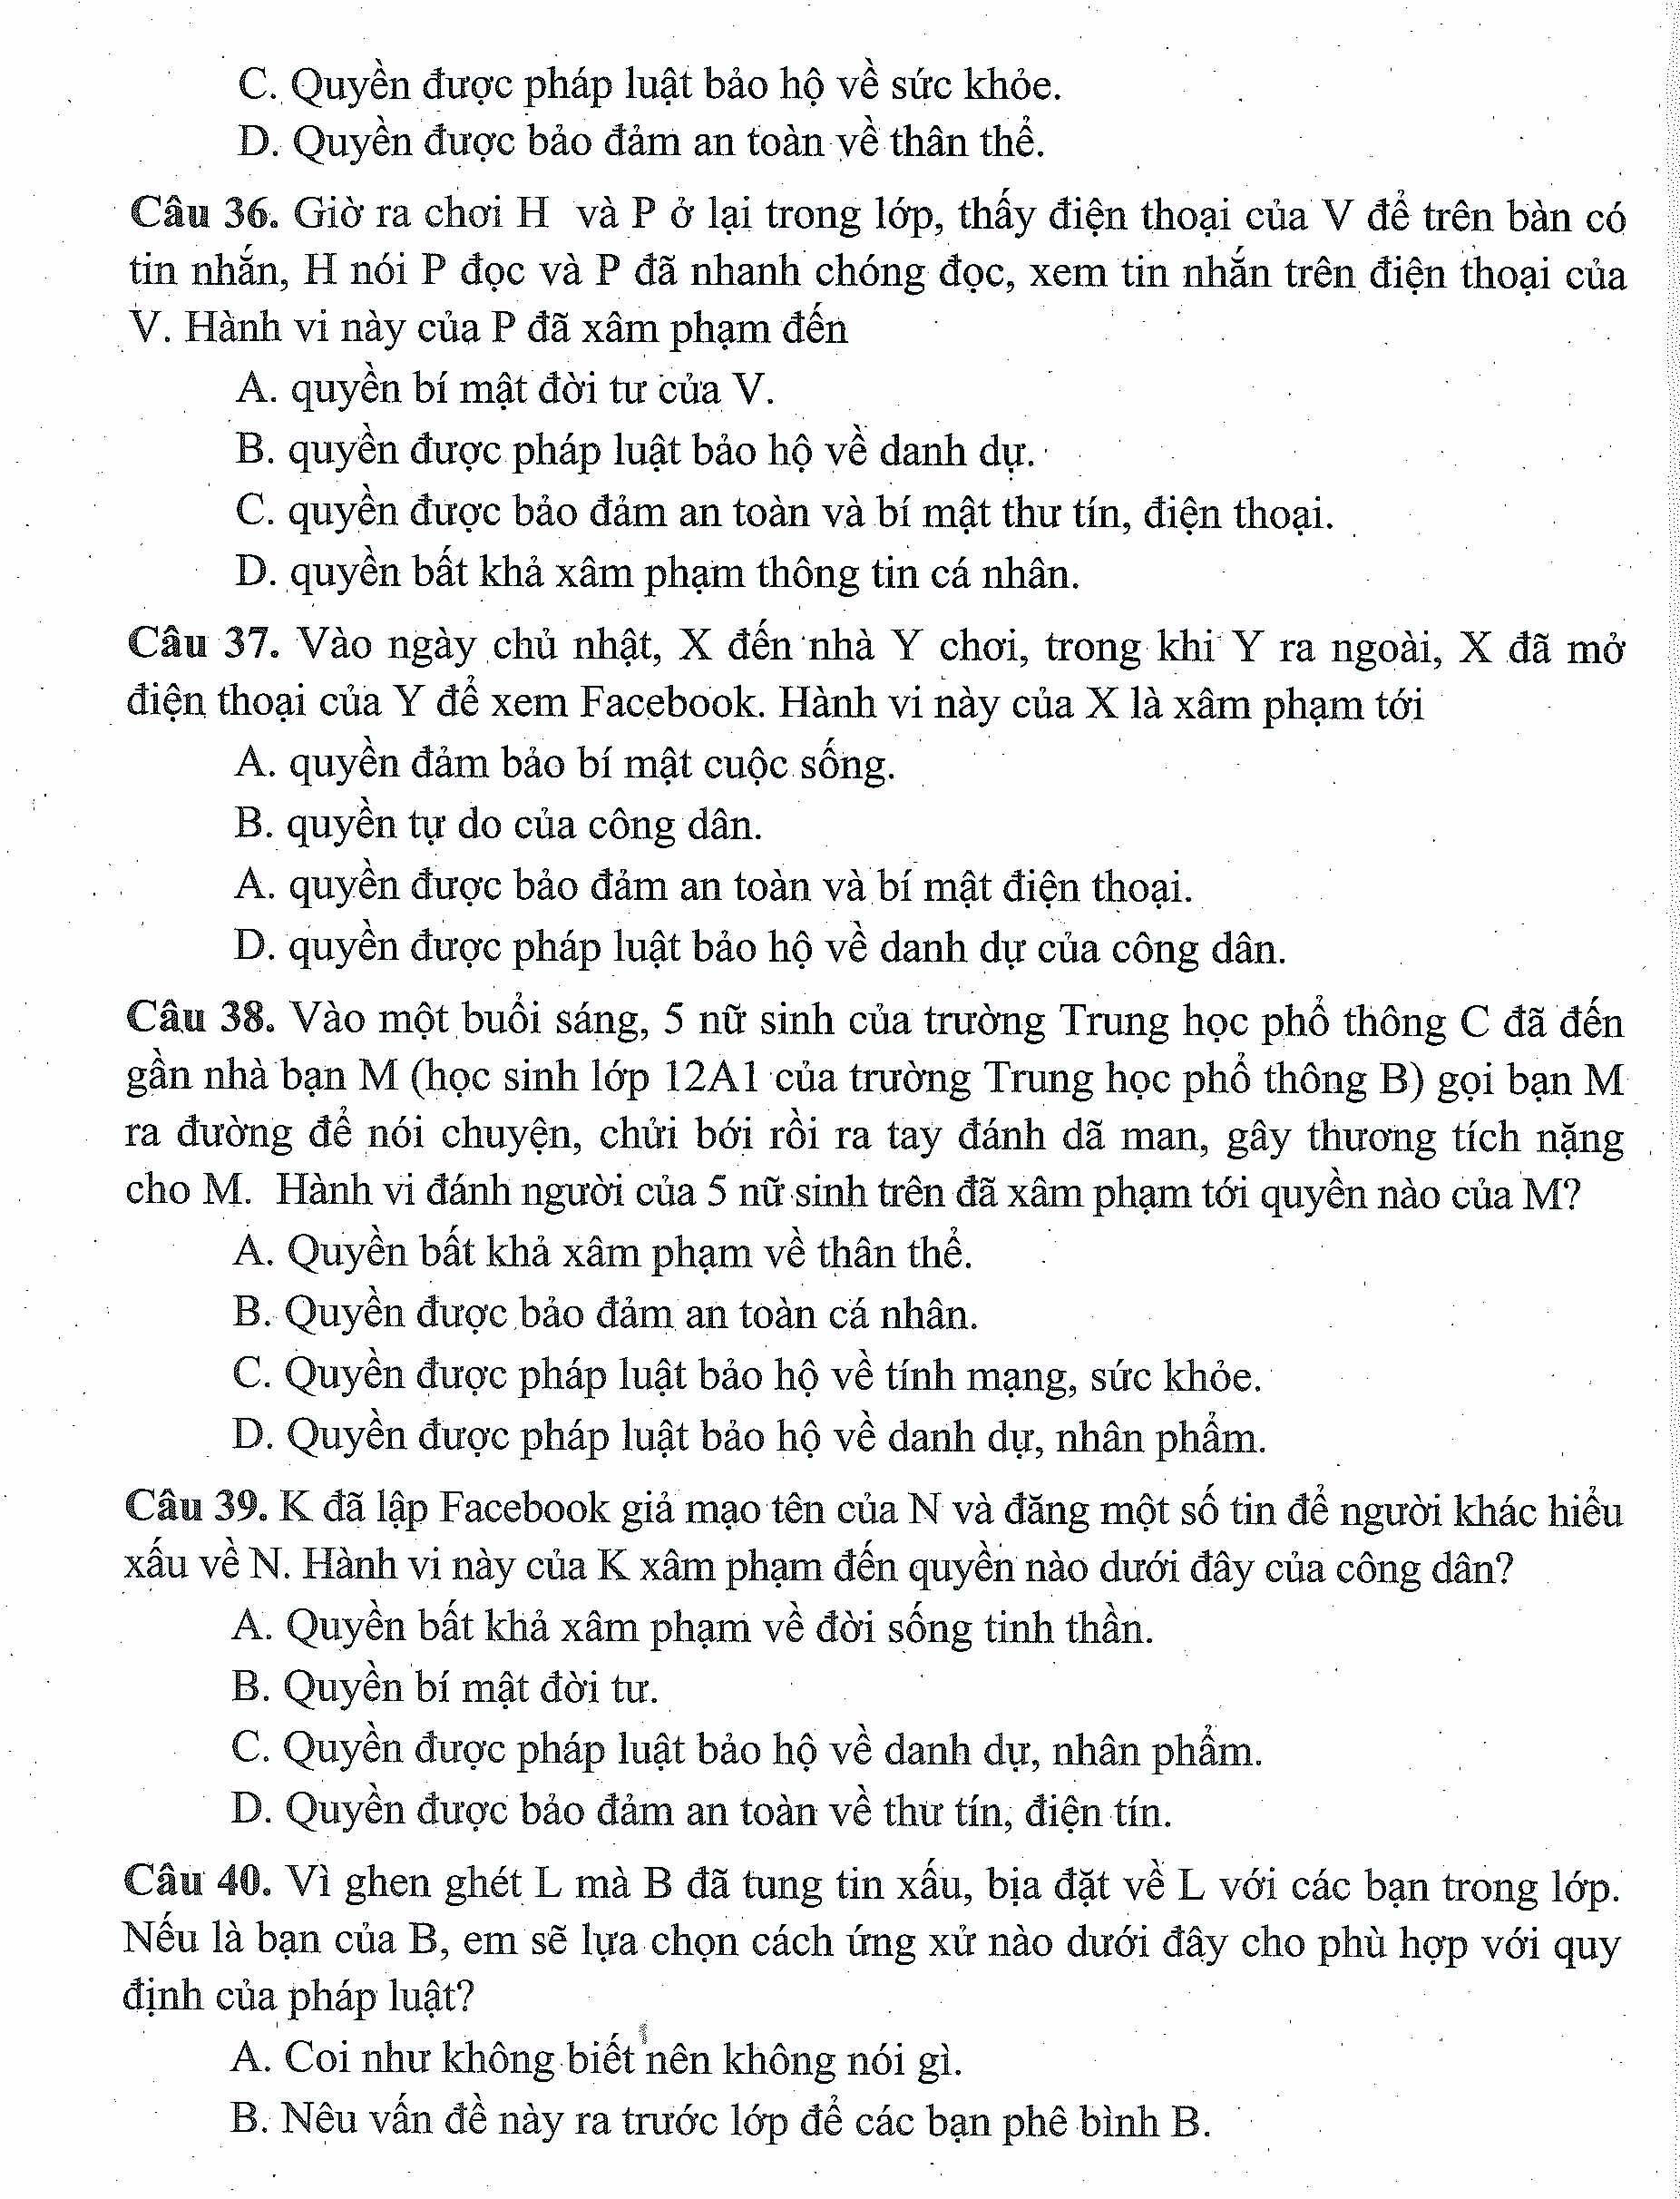 C. Quyền được pháp luật bảo hộ về sức khỏe.
D. Quyền được bảo đảm an toàn về thân thể.
Câu 36. Giờ ra chơi H và P ở lại trong lớp, thấy điện thoại của V để trên bàn có
tin nhắn, H nói P đọc và P đã nhanh chóng đọc, xem tin nhắn trên điện thoại của
V. Hành vi này của P đã xâm phạm đến
A. quyền bí mật đời tư của V.
B. quyền được pháp luật bảo hộ về danh dự.
C. quyền được bảo đảm an toàn và bí mật thư tín, điện thoại.
D. quyền bất khả xâm phạm thông tin cá nhân.
Câu 37. Vào ngày chủ nhật, X đến nhà Y chơi, trong khi Y ra ngoài, X đã mở
điện thoại của Y để xem Facebook. Hành vi này của X là xâm phạm tới
A. quyền đảm bảo bí mật cuộc sống.
B. quyền tự do của công dân.
A. quyền được bảo đảm an toàn và bí mật điện thoại.
D. quyền được pháp luật bảo hộ về danh dự của công dân.
Câu 38. Vào một buổi sáng, 5 nữ sinh của trường Trung học phổ thông C đã đến
gần nhà bạn M (học sinh lớp 12A1 của trường Trung học phổ thông B) gọi bạn M
ra đường để nói chuyện, chửi bới rồi ra tay đánh dã man, gây thương tích nặng
cho M. Hành vi đánh người của 5 nữ sinh trên đã xâm phạm tới quyền nào của M?
A. Quyền bất khả xâm phạm về thân thể.
B. Quyền được bảo đảm an toàn cá nhân.
C. Quyền được pháp luật bảo hộ về tính mạng, sức khỏe.
D. Quyền được pháp luật bảo hộ về danh dự, nhân phẩm.
Câu 39. K đã lập Facebook giả mạo tên của N và đăng một số tin để người khác hiểu
xấu về N. Hành vi này của K xâm phạm đến quyền nào dưới đây của công dân?
A. Quyền bất khả xâm phạm về đời sống tinh thần.
B. Quyền bí mật đời tư.
C. Quyền được pháp luật bảo hộ về danh dự, nhân phẩm.
D. Quyền được bảo đảm an toàn về thư tín, điện tín.
Câu 40. Vì ghen ghét L mà B đã tung tin xấu, bịa đặt về L với các bạn trong lớp.
Nếu là bạn của B, em sẽ lựa chọn cách ứng xử nào dưới đây cho phù hợp với quy
định của pháp luật?
A. Coi như không biết nên không nói gì.
B. Nêu vấn đề này ra trước lớp để các bạn phê bình B.